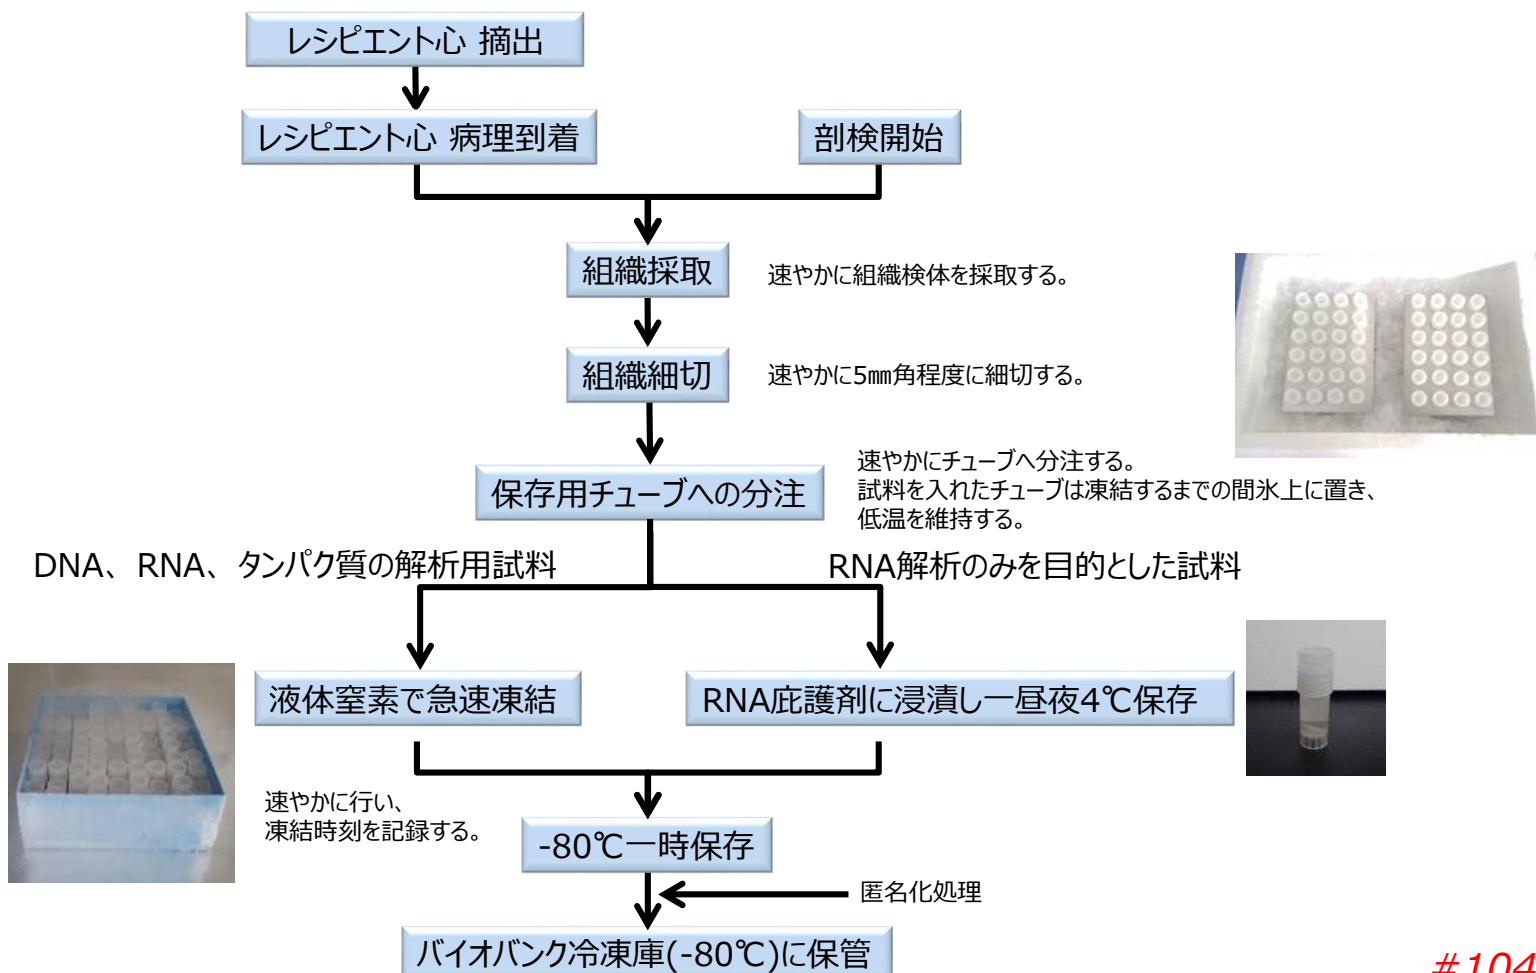 レシピエント心 摘出
レシピエント心 病理到着
剖検開始
組織採取
速やかに組織検体を採取する。
組織細切
速やかに5㎜角程度に細切する。
保存用チューブへの分注
速やかにチューブへ分注する。
試料を入れたチューブは凍結するまでの間氷上に置き、
低温を維持する。
DNA、RNA、タンパク質の解析用試料
RNA解析のみを目的とした試料
液体窒素で急速凍結
RNA庇護剤に浸漬し一昼夜4℃保存
速やかに行い、
凍結時刻を記録する。
-80℃一時保存
匿名化処理
バイオバンク冷凍庫(-80℃)に保管
#104